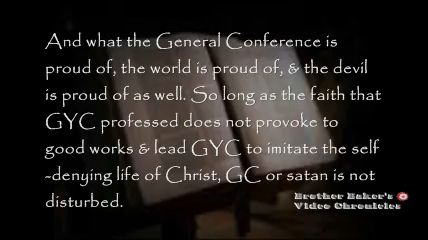 And what the General Conference is
proud of, the world is proud of, & the devil
is proud of as well. So long as the faith that
GYC professed does not provoke to
good works & lead GYC to imitate the self
-denying life of Christ, GC or satan is not
disturbed.
Brother Baker's
Video Chronicles